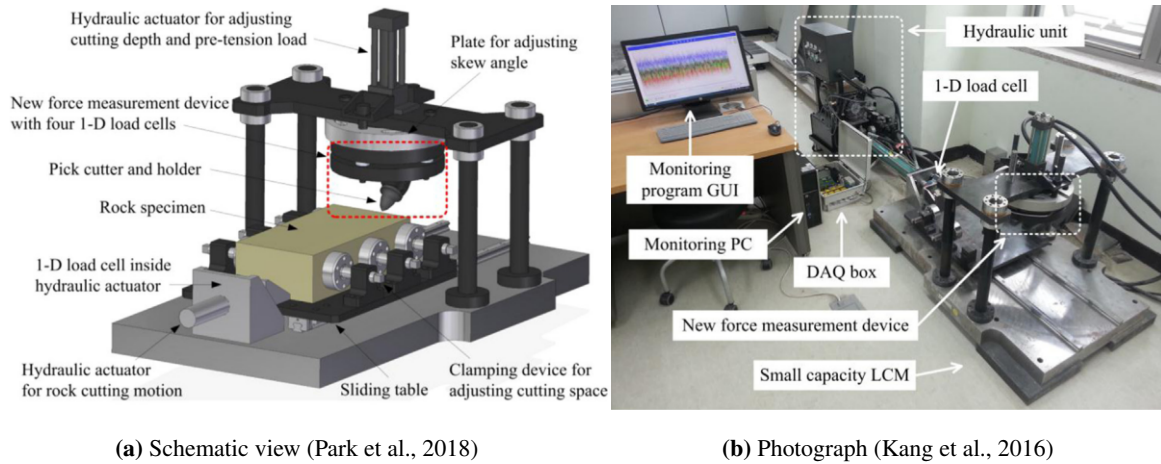 Hydraulic actuator for adjusting
cutting depth and pre-tension load
Plate for adjusting
skew angle
New force measurement device
with four 1-D load cells
Pick cutter and holder
Rock specimen
1-D load cell inside
hydraulic actuator
Hydraulic actuator
for rock cutting motion
Sliding table
Clamping device for
adjusting cutting space
(a) Schematic view (Park et al., 2018)
Hydraulic unit
1-D load cell
Monitoring
program GUI
Monitoring PC
DAQ box
New force measurement device
Small capacity LCM
(b) Photograph (Kang et al., 2016)